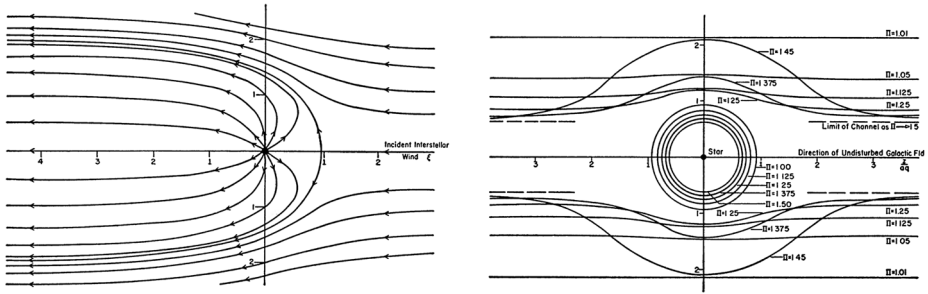 2
1
Incident Interstellar
4 3 2 1 Wind ξ
1
2
Π=1.01
2
Π=1.45
Π=1.05
Π=1.375
Π=1.125
1 Π=1.25 Π=1.25
Limit of Channel as Π→1.5
Star Direction of Undisturbed Galactic Fld
3 2 1 1 2 3 z/aq
Π=1.00
Π=1.125
Π=1.25
Π=1.375
Π=1.50
1 Π=1.25 Π=1.25
Π=1.125
Π=1.375
Π=1.05
Π=1.45
2
Π=1.01